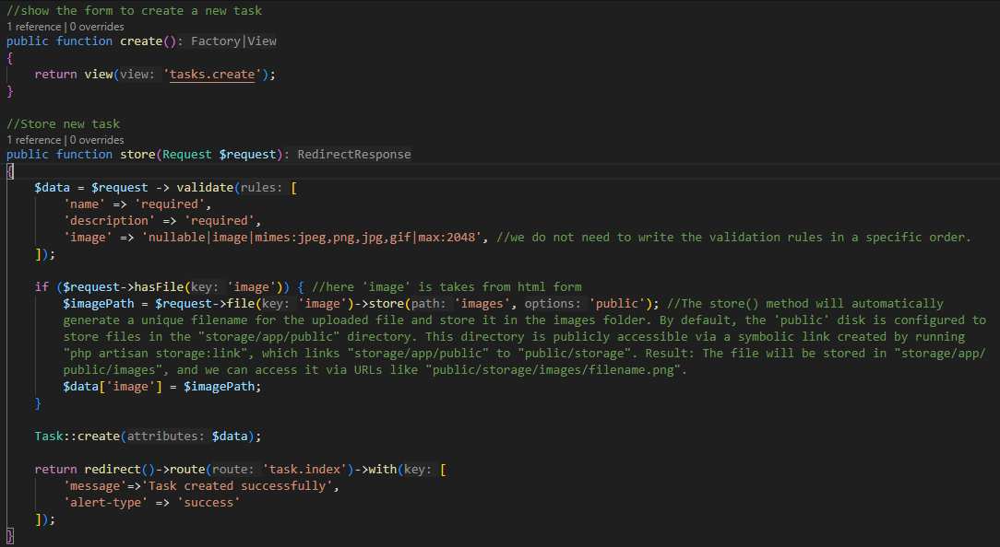 //show the form to create a new task
1 reference | 0 overrides
public function create(): Factory|View
{
    return view(view: 'tasks.create');
}
//Store new task
1 reference | 0 overrides
public function store(Request $request): RedirectResponse
{
    $data = $request -> validate(rules: [
        'name' => 'required',
        'description' => 'required',
        'image' => 'nullable|image|mimes:jpeg,png,jpg,gif|max:2048', //we do not need to write the validation rules in a specific order.
    ]);
    if ($request->hasFile(key: 'image')) { //here 'image' is takes from html form
        $imagePath = $request->file(key: 'image')->store(path: 'images', options: 'public'); //The store() method will automatically
        generate a unique filename for the uploaded file and store it in the images folder. By default, the 'public' disk is configured to
        store files in the "storage/app/public" directory. This directory is publicly accessible via a symbolic link created by running
        "php artisan storage:link", which links "storage/app/public" to "public/storage". Result: The file will be stored in "storage/app/
        public/images", and we can access it via URLs like "public/storage/images/filename.png".
        $data['image'] = $imagePath;
    }
    Task::create(attributes: $data);
    return redirect()->route(route: 'task.index')->with(key: [
        'message'=>'Task created successfully',
        'alert-type' => 'success'
    ]);
}